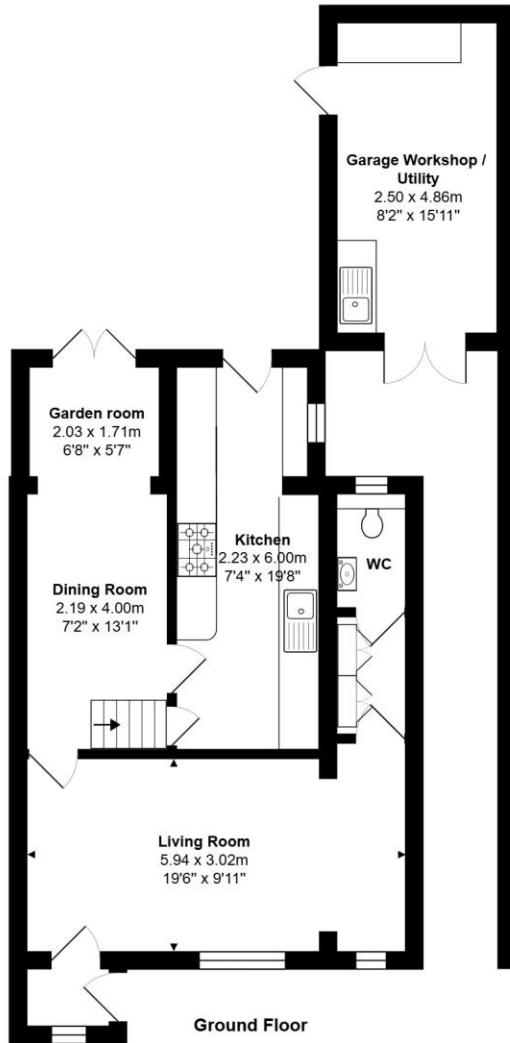 Garage Workshop /
Utility
2.50 x 4.86m
8'2" x 15'11"
Garden room
2.03 x 1.71m
6'8" x 5'7"
Kitchen
2.23 x 6.00m
7'4" x 19'8"
WC
Dining Room
2.19 x 4.00m
7'2" x 13'1"
Living Room
5.94 x 3.02m
19'6" x 9'11"
Ground Floor